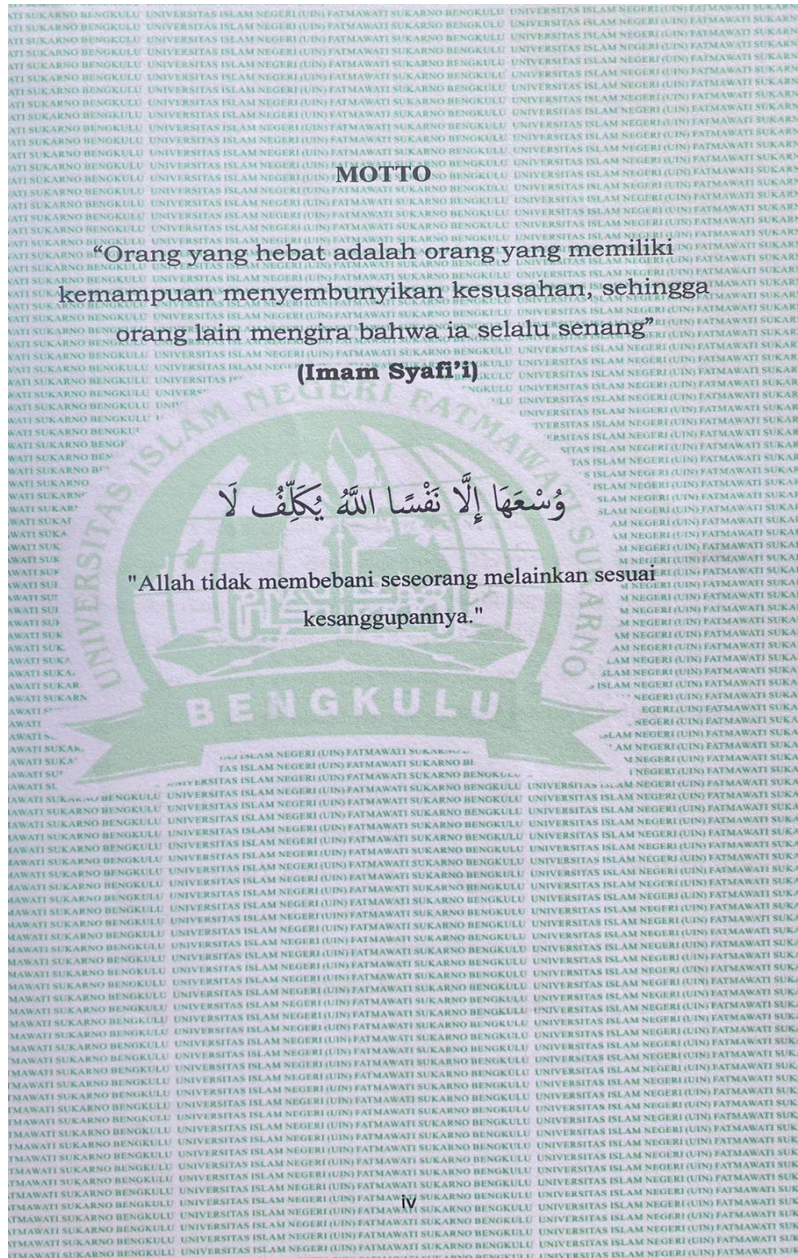 MOTTO
“Orang yang hebat adalah orang yang memiliki
kemampuan menyembunyikan kesusahan, sehingga
orang lain mengira bahwa ia selalu senang”
(Imam Syafi’i)
UNIVERSITAS ISLAM NEGERI FATMAWATI SUKARNO
وُسْعَهَا إِلَّا نَفْسًا اللَّهُ يُكَلِّفُ لَا
"Allah tidak membebani seseorang melainkan sesuai
kesanggupannya."
BENGKULU
iv